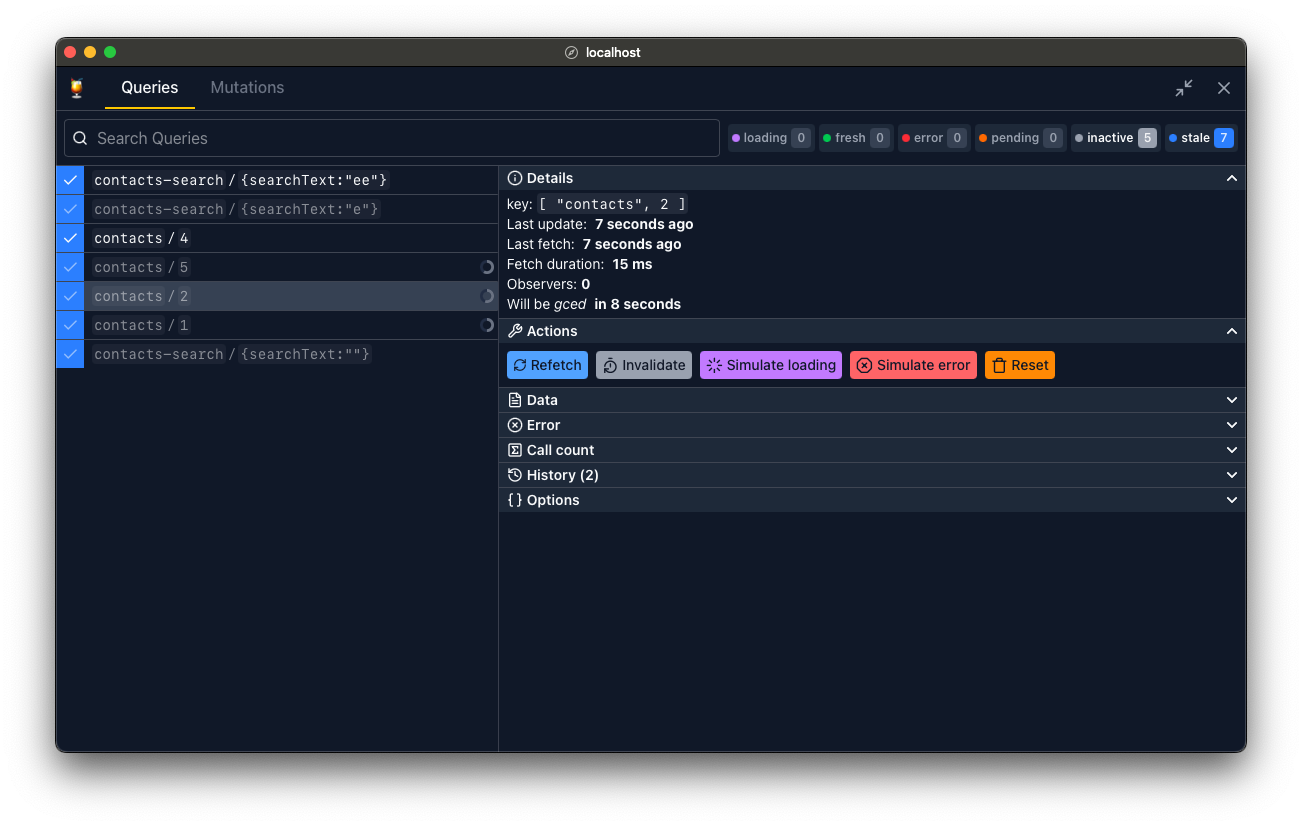 localhost
Queries Mutations
Search Queries loading 0 fresh 0 error 0 pending 0 inactive 5 stale 7
contacts-search / {searchText:"ee"}
contacts-search / {searchText:"e"}
contacts / 4
contacts / 5
contacts / 2
contacts / 1
contacts-search / {searchText:""}
Details
key: [ "contacts", 2 ]
Last update: 7 seconds ago
Last fetch: 7 seconds ago
Fetch duration: 15 ms
Observers: 0
Will be gced in 8 seconds
Actions
Refetch Invalidate Simulate loading Simulate error Reset
Data
Error
Call count
History (2)
Options